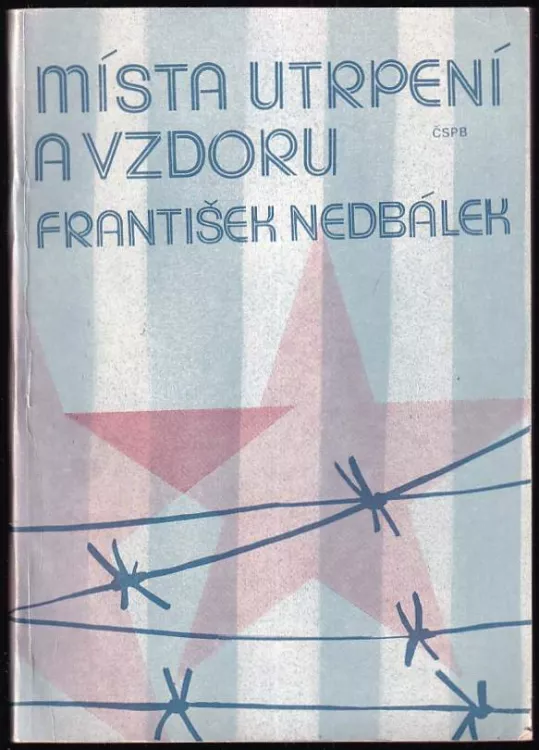 MÍSTA UTRPENÍ
A VZDORU
ČSPB
FRANTIŠEK NEDBÁLEK